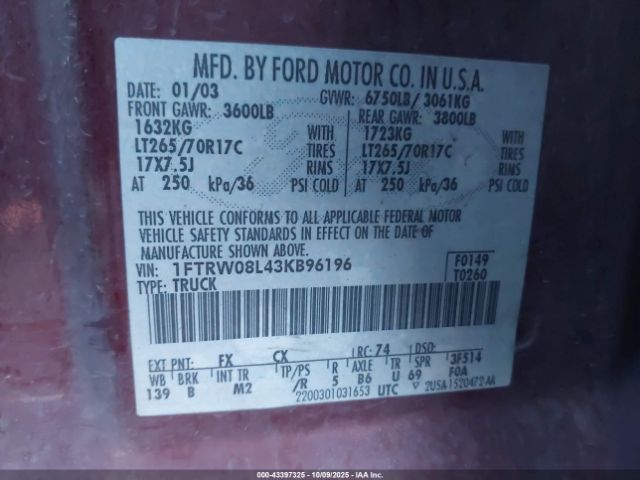 MFD. BY FORD MOTOR CO. IN U.S.A.
DATE: 01/03 GVWR: 6750LB/ 3061KG
FRONT GAWR: 3600LB REAR GAWR: 3800LB
1632KG WITH 1723KG WITH
LT265/70R17C TIRES LT265/70R17C TIRES
17X7.5J RIMS 17X7.5J RIMS
AT 250 kPa/36 PSI COLD AT 250 kPa/36 PSI COLD
THIS VEHICLE CONFORMS TO ALL APPLICABLE FEDERAL MOTOR
VEHICLE SAFETY STANDARDS IN EFFECT ON THE DATE OF
MANUFACTURE SHOWN ABOVE.
VIN: 1FTRW08L43KB96196 F0149
TYPE: TRUCK T0260
EXT PNT: FX CX RC: 74 DSO:
WB BRK INT TR TP/PS R AXLE TR SPR 3F514
139 B M2 /R 5 B6 U 69 F0A
2200301031653 UTC 2U5A 1520472 AA
000-43397325 - 10/09/2025 - IAA Inc.